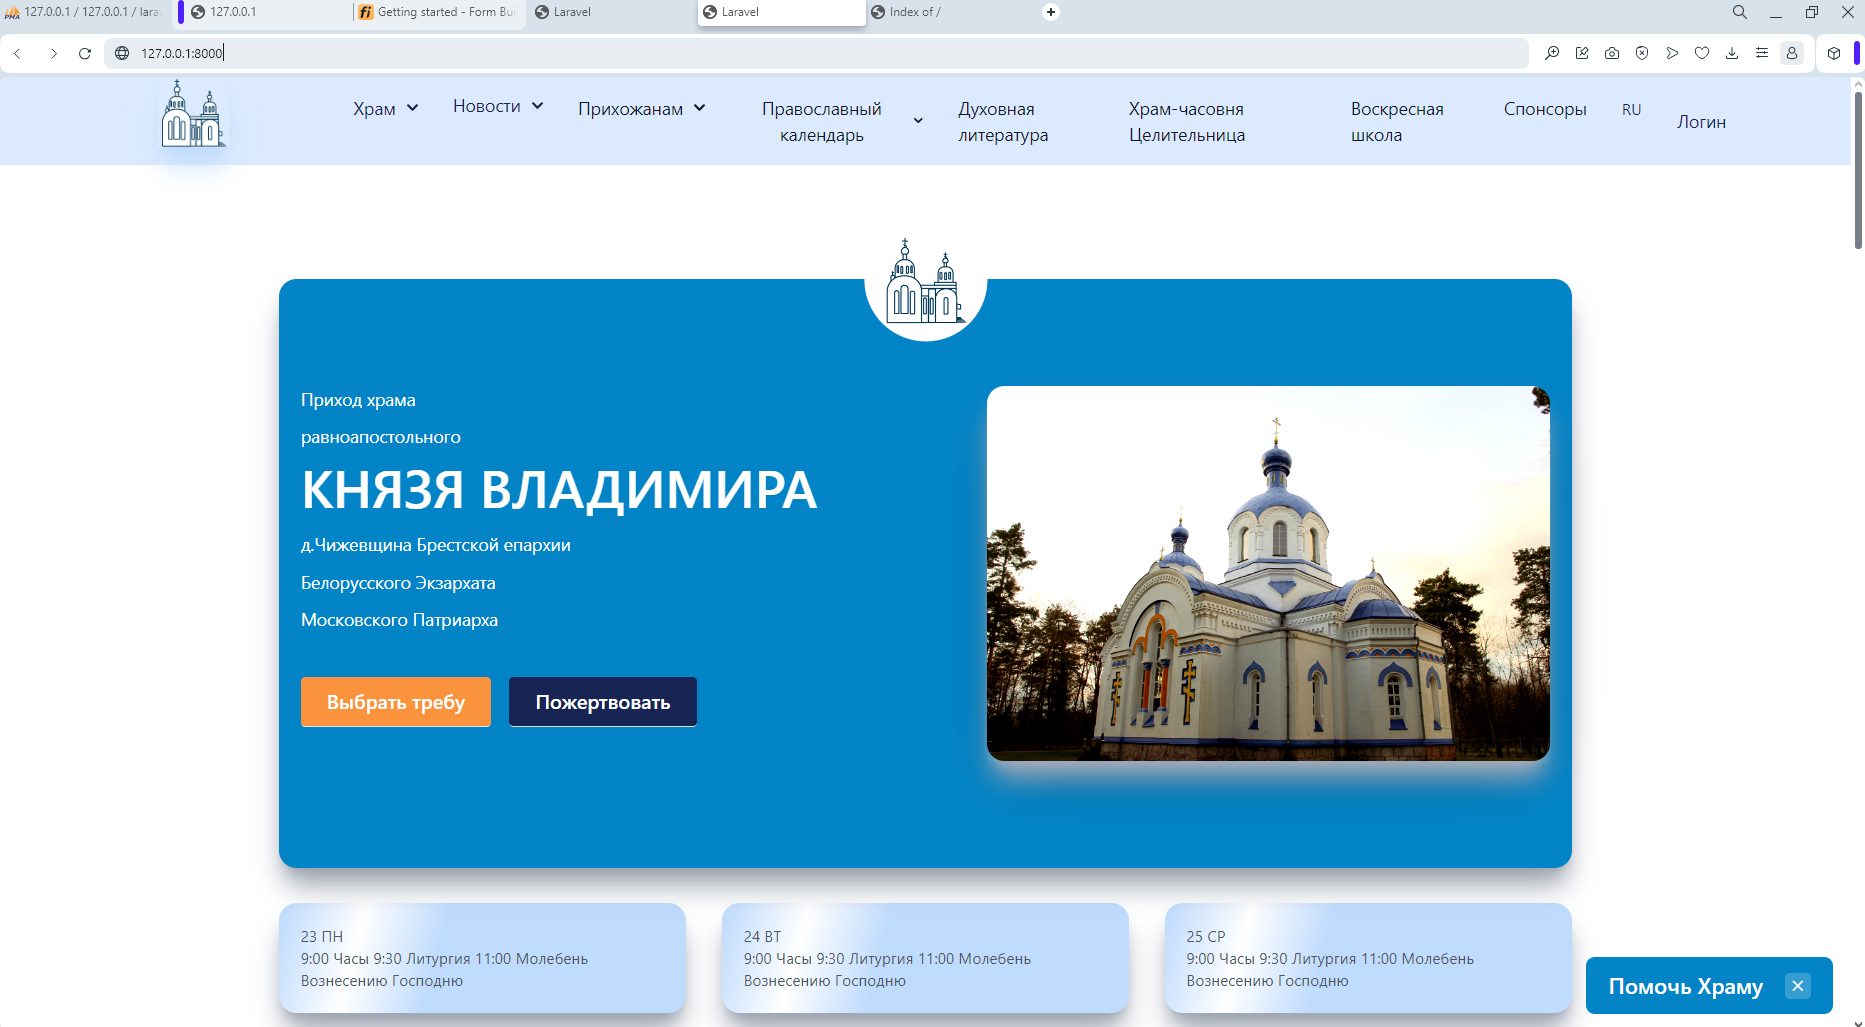 127.0.0.1 / 127.0.0.1 / lara
127.0.0.1
Getting started - Form Bui
Laravel
Laravel
Index of /
127.0.0.1:8000
Храм
Новости
Прихожанам
Православный
календарь
Духовная
литература
Храм-часовня
Целительница
Воскресная
школа
Спонсоры
RU
Логин
Приход храма
равноапостольного
КНЯЗЯ ВЛАДИМИРА
д.Чижевщина Брестской епархии
Белорусского Экзархата
Московского Патриарха
Выбрать требу
Пожертвовать
23 ПН
9:00 Часы 9:30 Литургия 11:00 Молебень
Вознесению Господню
24 ВТ
9:00 Часы 9:30 Литургия 11:00 Молебень
Вознесению Господню
25 СР
9:00 Часы 9:30 Литургия 11:00 Молебень
Вознесению Господню
Помочь Храму